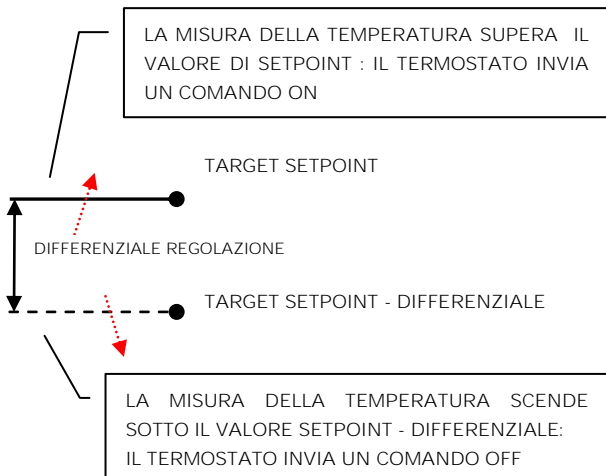 LA MISURA DELLA TEMPERATURA SUPERA IL
VALORE DI SETPOINT : IL TERMOSTATO INVIA
UN COMANDO ON
TARGET SETPOINT
DIFFERENZIALE REGOLAZIONE
TARGET SETPOINT - DIFFERENZIALE
LA MISURA DELLA TEMPERATURA SCENDE
SOTTO IL VALORE SETPOINT - DIFFERENZIALE:
IL TERMOSTATO INVIA UN COMANDO OFF